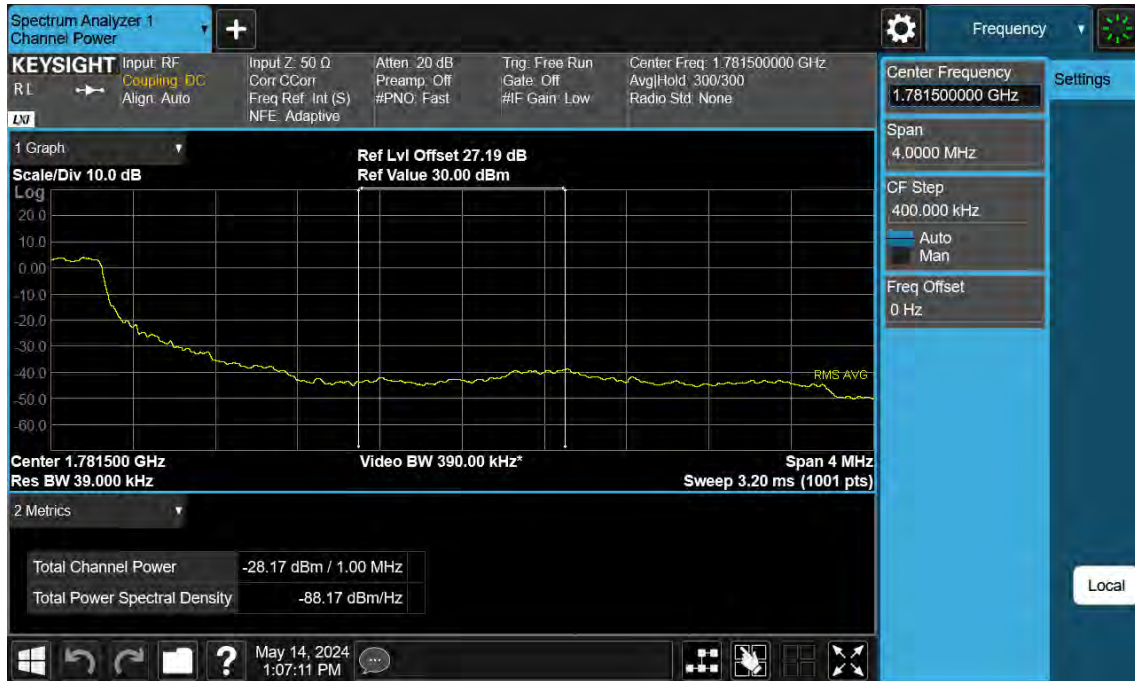 Spectrum Analyzer 1
Channel Power
Frequency
KEYSIGHT
RL
LXI
Input: RF
Coupling: DC
Align: Auto
Input Z: 50 Ω
Corr CCorr
Freq Ref: Int (S)
NFE: Adaptive
Atten: 20 dB
Preamp: Off
#PNO: Fast
Trig: Free Run
Gate: Off
#IF Gain: Low
Center Freq: 1.781500000 GHz
Avg|Hold: 300/300
Radio Std: None
1 Graph
Scale/Div 10.0 dB
Ref Lvl Offset 27.19 dB
Ref Value 30.00 dBm
Log
20.0
10.0
0.00
-10.0
-20.0
-30.0
-40.0
-50.0
-60.0
RMS AVG
Center 1.781500 GHz
Res BW 39.000 kHz
Video BW 390.00 kHz*
Span 4 MHz
Sweep 3.20 ms (1001 pts)
2 Metrics
Total Channel Power -28.17 dBm / 1.00 MHz
Total Power Spectral Density -88.17 dBm/Hz
May 14, 2024
1:07:11 PM
Center Frequency
1.781500000 GHz
Span
4.0000 MHz
CF Step
400.000 kHz
Auto
Man
Freq Offset
0 Hz
Settings
Local